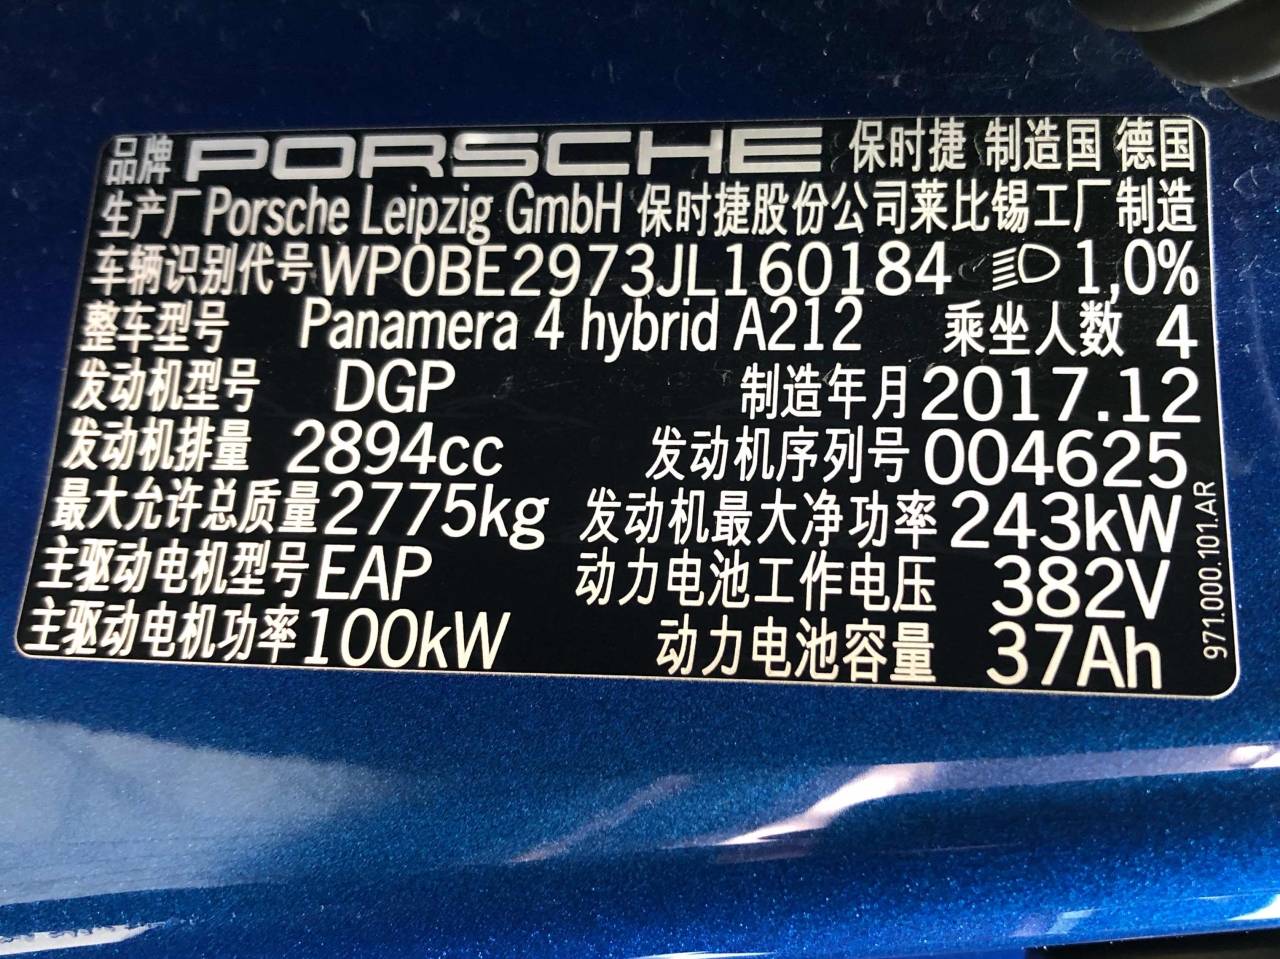 品牌 PORSCHE 保时捷 制造国 德国
生产厂 Porsche Leipzig GmbH 保时捷股份公司莱比锡工厂制造
车辆识别代号 WP0BE2973JL160184 1,0%
整车型号 Panamera 4 hybrid A212 乘坐人数 4
发动机型号 DGP 制造年月 2017.12
发动机排量 2894cc 发动机序列号 004625
最大允许总质量 2775kg 发动机最大净功率 243kW
主驱动电机型号 EAP 动力电池工作电压 382V
主驱动电机功率 100kW 动力电池容量 37Ah
971.000.101.AR